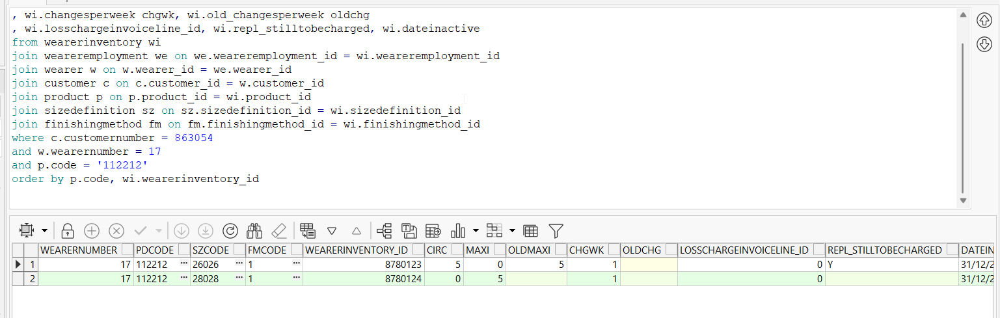 , wi.changesperweek chgwk, wi.old_changesperweek oldchg
, wi.losschargeinvoiceline_id, wi.repl_stilltobecharged, wi.dateinactive
from wearerinventory wi
join weareremployment we on we.weareremployment_id = wi.weareremployment_id
join wearer w on w.wearer_id = we.wearer_id
join customer c on c.customer_id = w.customer_id
join product p on p.product_id = wi.product_id
join sizedefinition sz on sz.sizedefinition_id = wi.sizedefinition_id
join finishingmethod fm on fm.finishingmethod_id = wi.finishingmethod_id
where c.customernumber = 863054
and w.wearernumber = 17
and p.code = '112212'
order by p.code, wi.wearerinventory_id
WEARERNUMBER PDCODE SZCODE FMCODE WEARERINVENTORY_ID CIRC MAXI OLDMAXI CHGWK OLDCHG LOSSCHARGEINVOICELINE_ID REPL_STILLTOBECHARGED DATEIN
1 17 112212 ... 26026 ... 1 ... 8780123 5 0 5 1 0 Y 31/12/2
2 17 112212 ... 28028 ... 1 ... 8780124 0 5 1 0 31/12/2